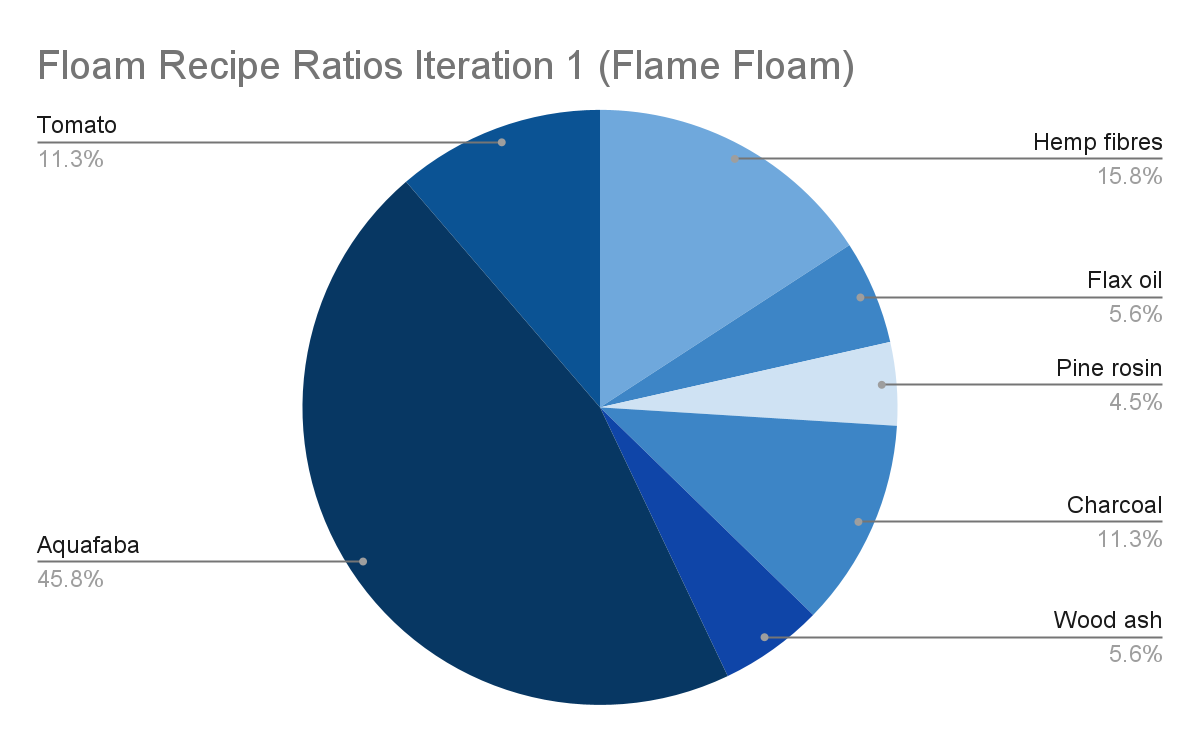 Floam Recipe Ratios Iteration 1 (Flame Floam)
Tomato
11.3%
Hemp fibres
15.8%
Flax oil
5.6%
Pine rosin
4.5%
Charcoal
11.3%
Aquafaba
45.8%
Wood ash
5.6%